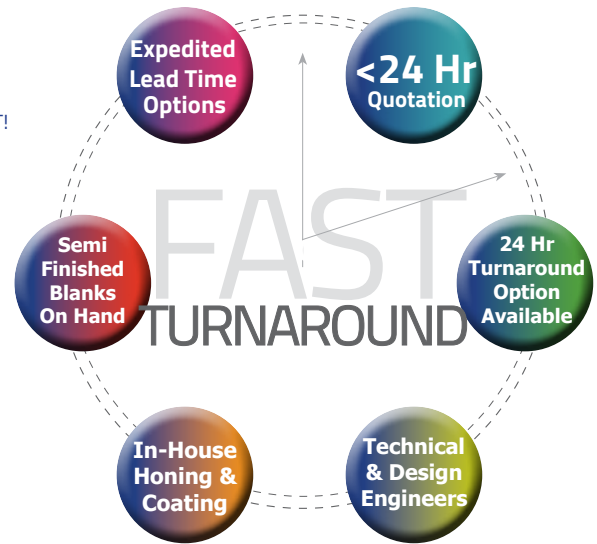 Expedited
Lead Time
Options
<24 Hr
Quotation
T!
FAST
TURNAROUND
Semi
Finished
Blanks
On Hand
24 Hr
Turnaround
Option
Available
In-House
Honing &
Coating
Technical
& Design
Engineers